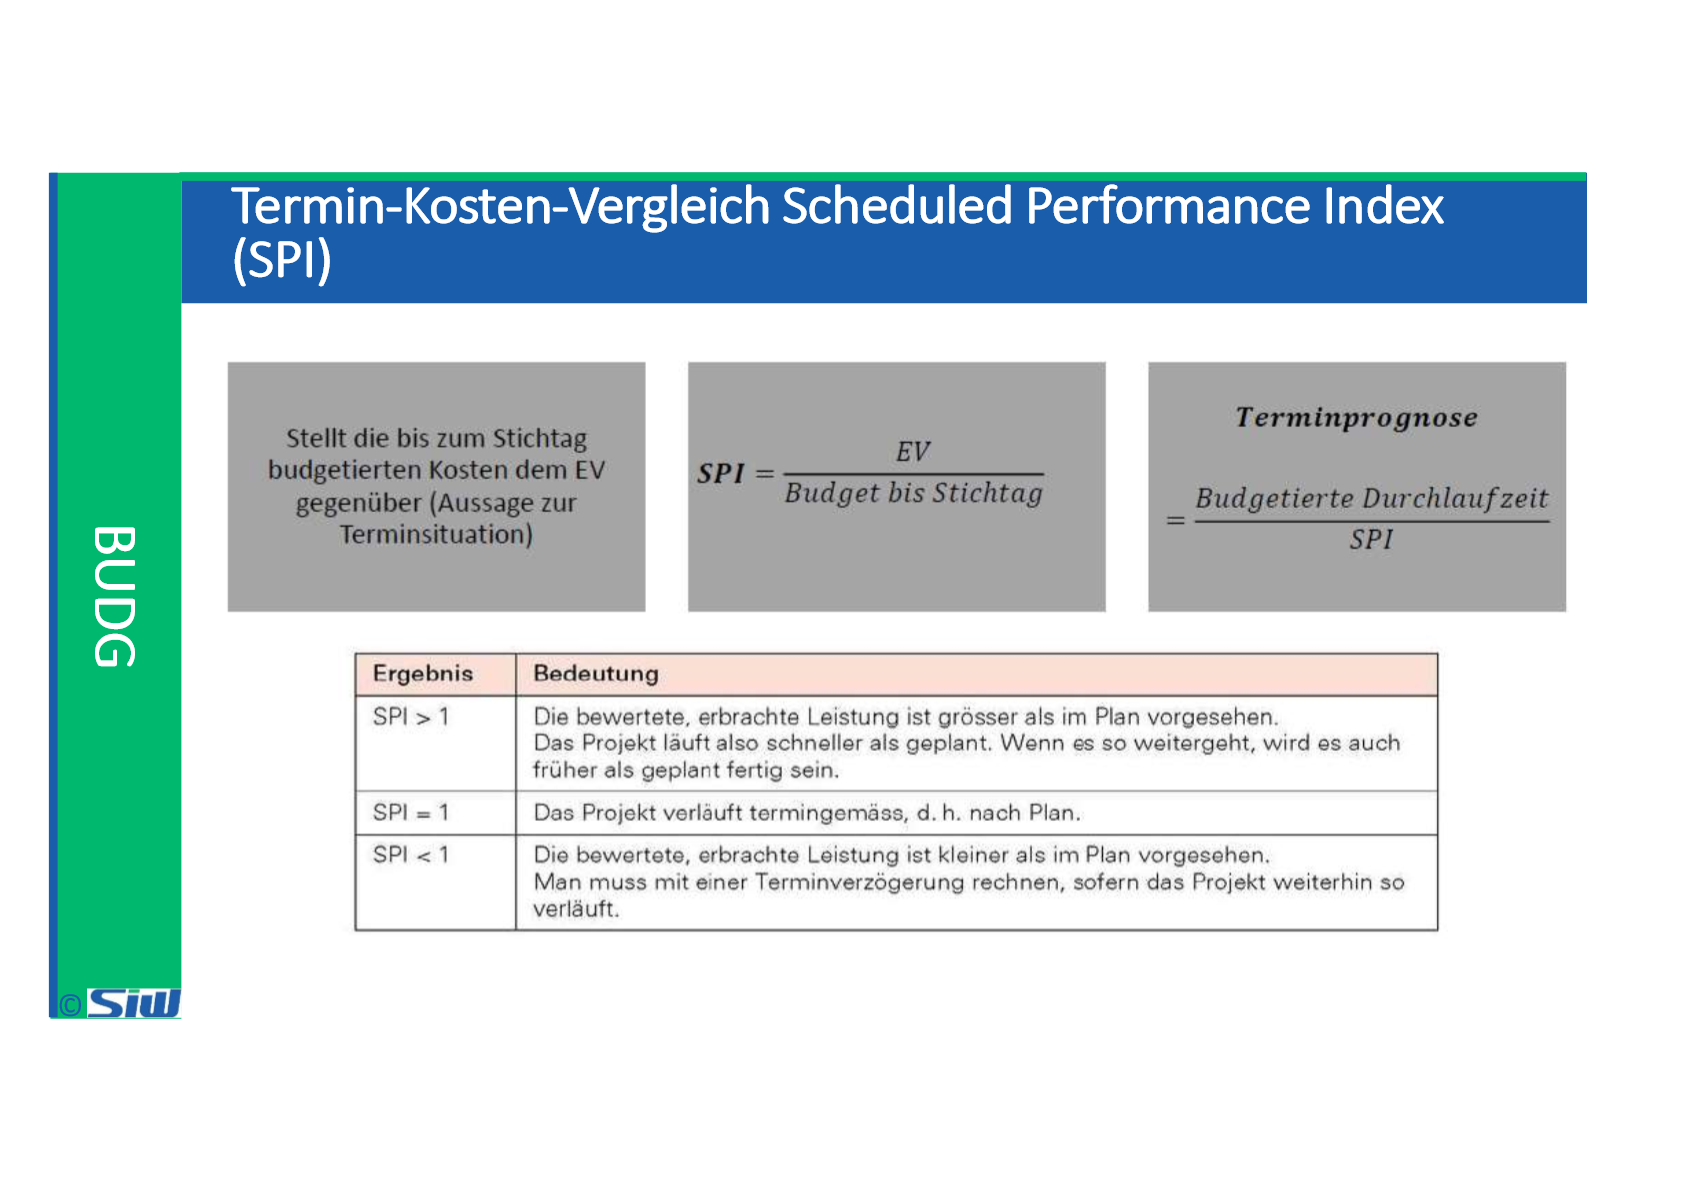 Termin-Kosten-Vergleich Scheduled Performance Index
(SPI)
BUDG
Stellt die bis zum Stichtag
budgetierten Kosten dem EV
gegenüber (Aussage zur
Terminsituation)
SPI = EV / Budget bis Stichtag
Terminprognose
= Budgetierte Durchlaufzeit / SPI
Ergebnis Bedeutung
SPI > 1 Die bewertete, erbrachte Leistung ist grösser als im Plan vorgesehen.
Das Projekt läuft also schneller als geplant. Wenn es so weitergeht, wird es auch
früher als geplant fertig sein.
SPI = 1 Das Projekt verläuft termingemäss, d. h. nach Plan.
SPI < 1 Die bewertete, erbrachte Leistung ist kleiner als im Plan vorgesehen.
Man muss mit einer Terminverzögerung rechnen, sofern das Projekt weiterhin so
verläuft.
© SIW